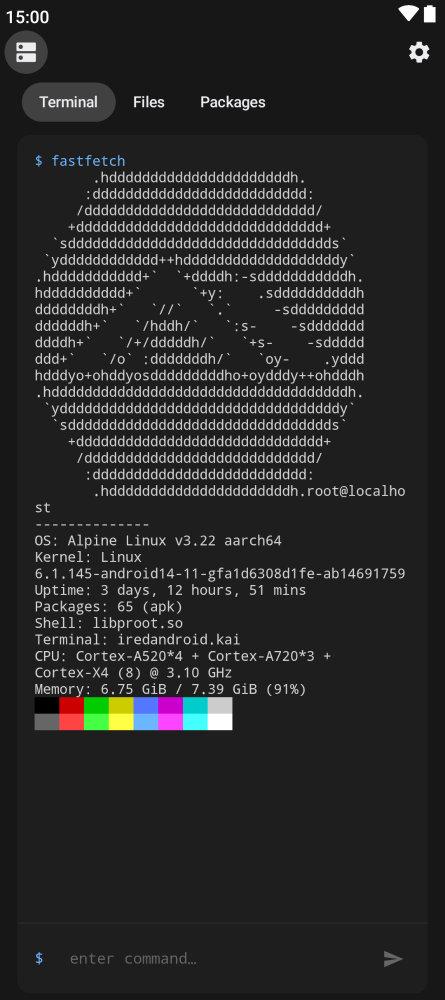 15:00
Terminal Files Packages
$ fastfetch
       .hddddddddddddddddddddddh.
      :dddddddddddddddddddddddddd:
     /dddddddddddddddddddddddddddd/
    +dddddddddddddddddddddddddddddd+
  `sdddddddddddddddddddddddddddddddds`
 `ydddddddddddd++hdddddddddddddddddddy`
.hddddddddddd+`  `+ddddh:-sdddddddddddh.
hdddddddddd+`      `+y:    .sddddddddddh
ddddddddh+`   `//`   `.`     -sddddddddd
ddddddh+`   `/hddh/`   `:s-    -sddddddd
ddddh+`   `/+/dddddh/`   `+s-    -sddddd
ddd+`   `/o` :dddddddh/`   `oy-    .yddd
hdddyo+ohddyosdddddddddho+oydddy++ohdddh
.hddddddddddddddddddddddddddddddddddddh.
 `yddddddddddddddddddddddddddddddddddy`
  `sdddddddddddddddddddddddddddddddds`
    +dddddddddddddddddddddddddddddd+
     /dddddddddddddddddddddddddddd/
      :dddddddddddddddddddddddddd:
       .hddddddddddddddddddddddh.root@localho
st
--------------
OS: Alpine Linux v3.22 aarch64
Kernel: Linux
6.1.145-android14-11-gfa1d6308d1fe-ab14691759
Uptime: 3 days, 12 hours, 51 mins
Packages: 65 (apk)
Shell: libproot.so
Terminal: iredandroid.kai
CPU: Cortex-A520*4 + Cortex-A720*3 +
Cortex-X4 (8) @ 3.10 GHz
Memory: 6.75 GiB / 7.39 GiB (91%)
$ enter command…